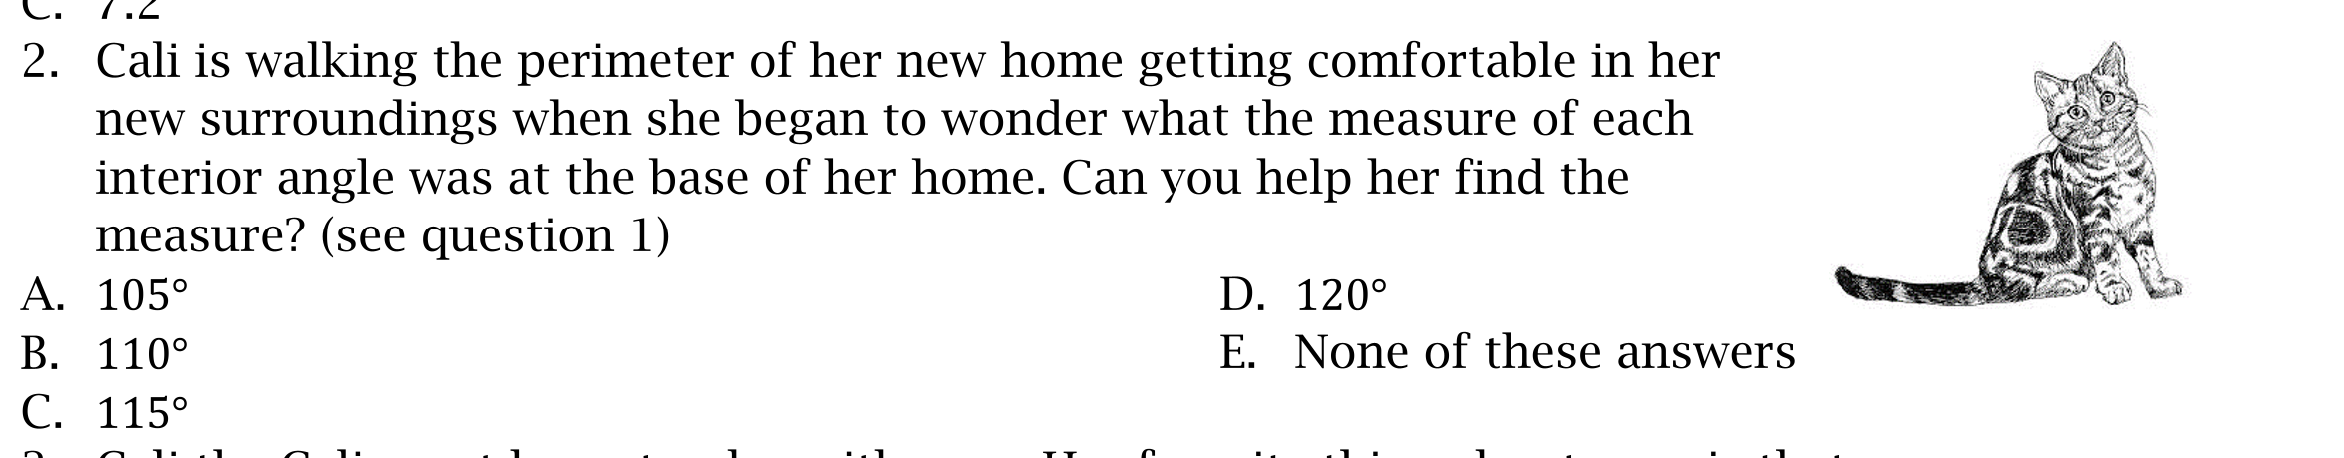 C. 7.2
2. Cali is walking the perimeter of her new home getting comfortable in her
new surroundings when she began to wonder what the measure of each
interior angle was at the base of her home. Can you help her find the
measure? (see question 1)
A. 105°
D. 120°
B. 110°
E. None of these answers
C. 115°